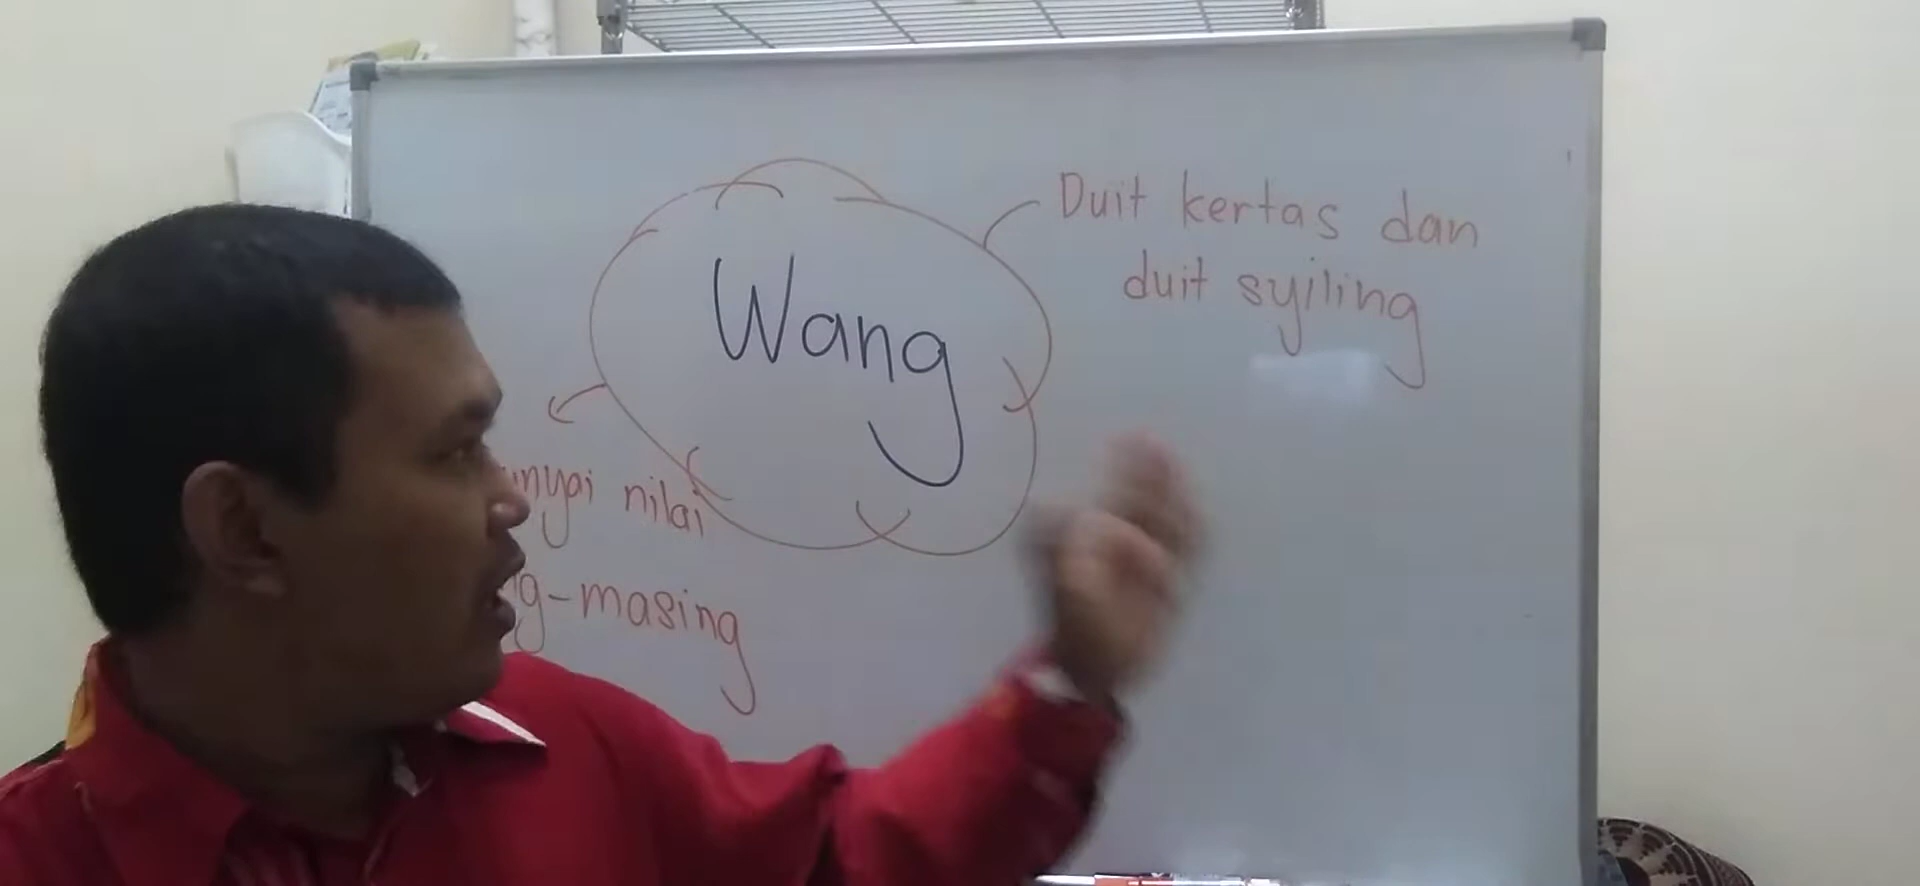 Duit kertas dan
duit syiling
Wang
nilai
masing